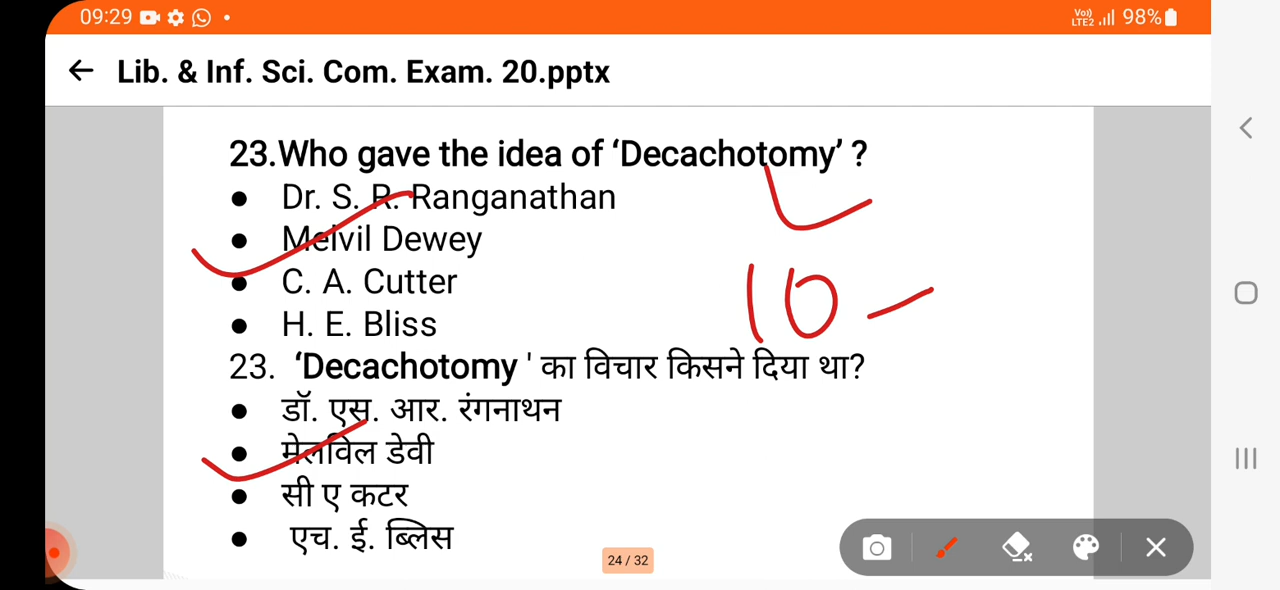 09:29
Vo)) LTE2 98%
Lib. & Inf. Sci. Com. Exam. 20.pptx
23.Who gave the idea of ‘Decachotomy’ ?
● Dr. S. R. Ranganathan
● Melvil Dewey
● C. A. Cutter
● H. E. Bliss
10 –
23. ‘Decachotomy ' का विचार किसने दिया था?
● डॉ. एस. आर. रंगनाथन
● मेलविल डेवी
● सी ए कटर
● एच. ई. ब्लिस
24 / 32